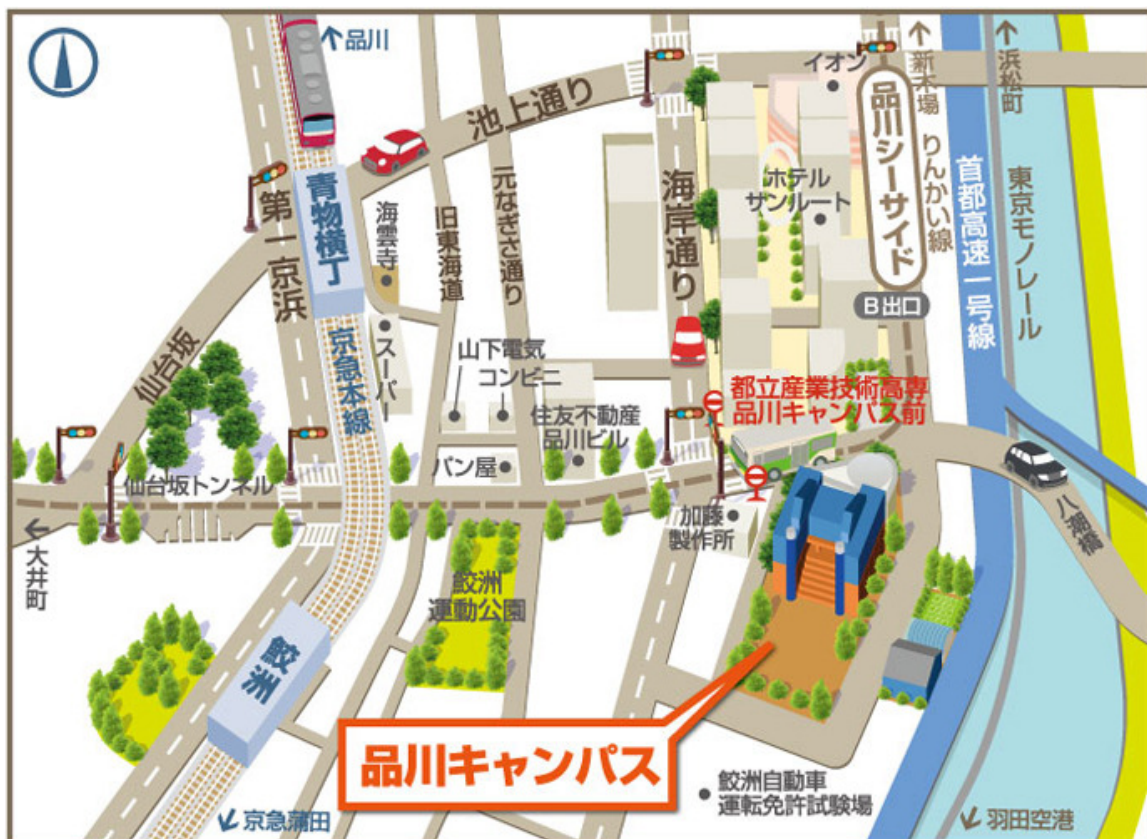 品川
イオン
新木場
浜松町
池上通り
品川シーサイド
りんかい線
首都高速一号線
東京モノレール
青物横丁
第一京浜
海雲寺
旧東海道
元なぎさ通り
海岸通り
ホテル
サンルート
B出口
仙台坂
京急本線
スーパー
山下電気
コンビニ
住友不動産
品川ビル
都立産業技術高専
品川キャンパス前
パン屋
仙台坂トンネル
加藤
製作所
八潮橋
大井町
鮫洲
運動公園
鮫洲
品川キャンパス
鮫洲自動車
運転免許試験場
京急蒲田
羽田空港